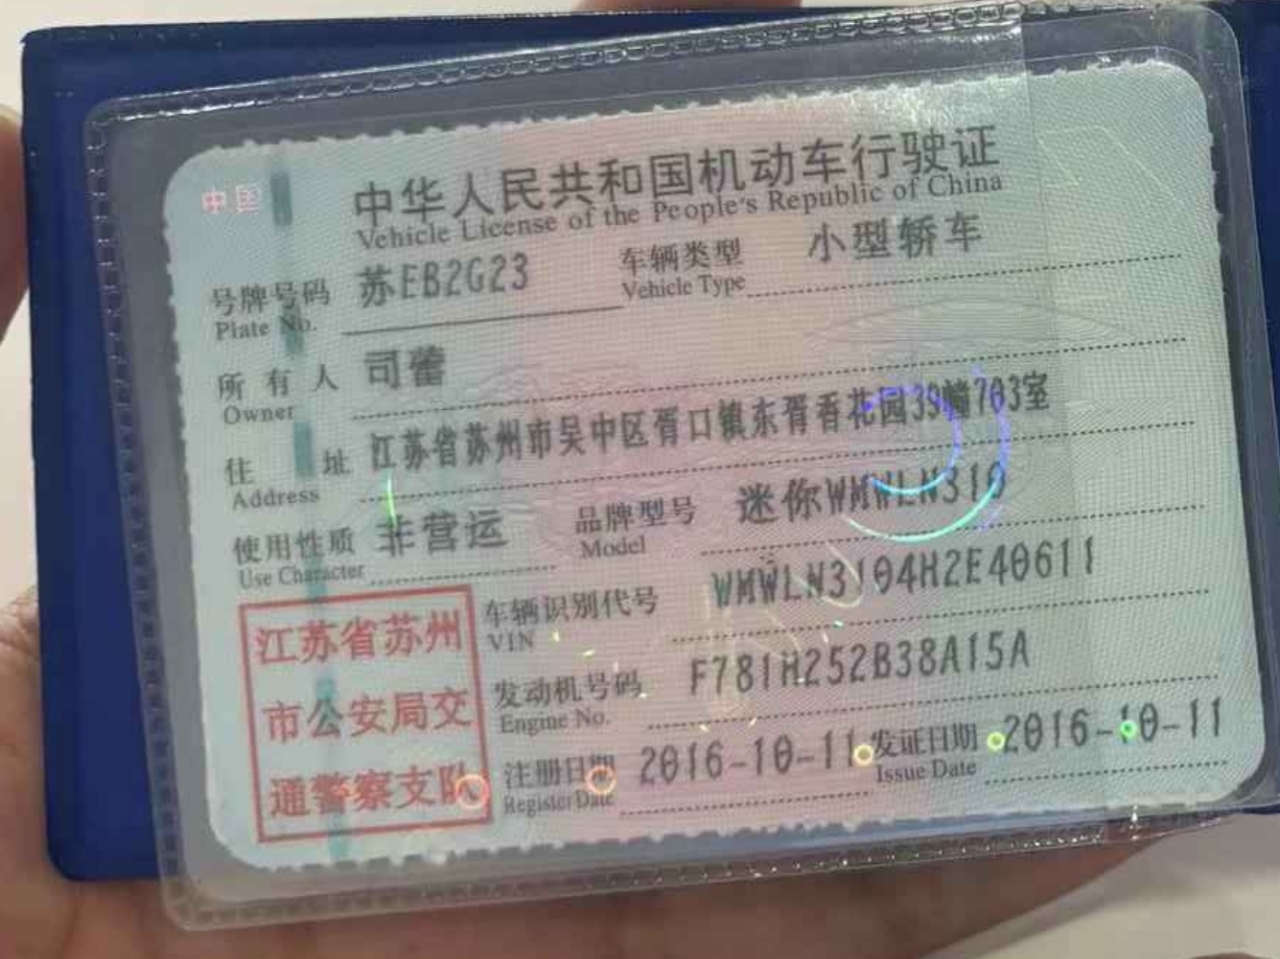 中国
中华人民共和国机动车行驶证
Vehicle License of the People's Republic of China
号牌号码 苏EB2G23 车辆类型 小型轿车
Plate No. Vehicle Type
所有人 司蕾
Owner
住址 江苏省苏州市吴中区胥口镇东胥香花园39幢703室
Address
使用性质 非营运 品牌型号 迷你WMWLN310
Use Character Model
江苏省苏州
市公安局交
通警察支队
车辆识别代号 WMWLN3104H2E40611
VIN
发动机号码 F781H252B38A15A
Engine No.
注册日期 2016-10-11 发证日期 2016-10-11
Register Date Issue Date